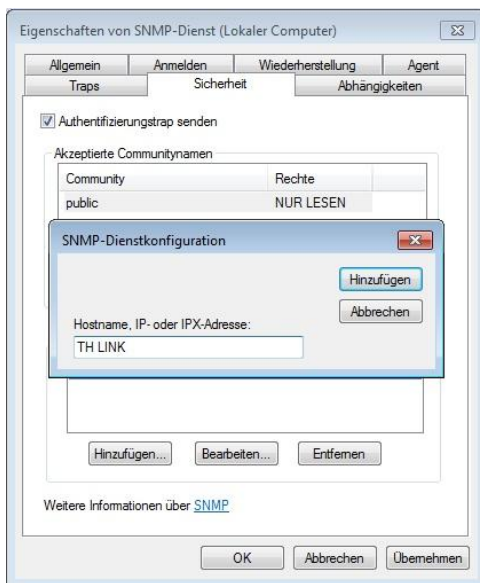 Eigenschaften von SNMP-Dienst (Lokaler Computer)
Allgemein Anmelden Wiederherstellung Agent
Traps Sicherheit Abhängigkeiten
Authentifizierungstrap senden
Akzeptierte Communitynamen
Community Rechte
public NUR LESEN
SNMP-Dienstkonfiguration
Hinzufügen
Abbrechen
Hostname, IP- oder IPX-Adresse:
TH LINK
Hinzufügen... Bearbeiten... Entfernen
Weitere Informationen über SNMP
OK Abbrechen Übernehmen